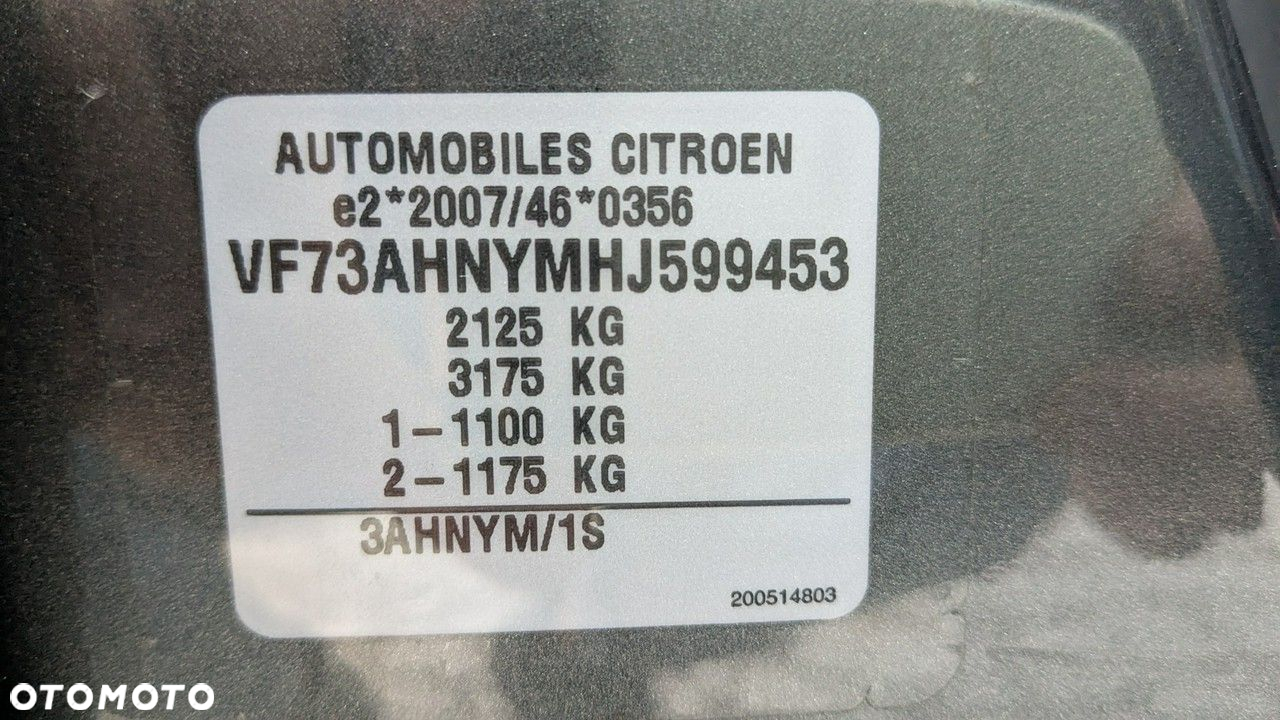 AUTOMOBILES CITROEN
e2*2007/46*0356
VF73AHNYMHJ599453
2125 KG
3175 KG
1-1100 KG
2-1175 KG
3AHNYM/1S
200514803
OTOMOTO